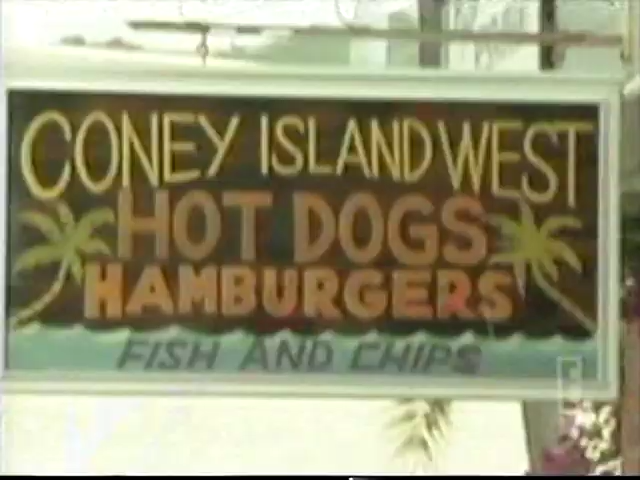 CONEY ISLAND WEST
HOT DOGS
HAMBURGERS
FISH AND CHIPS
E